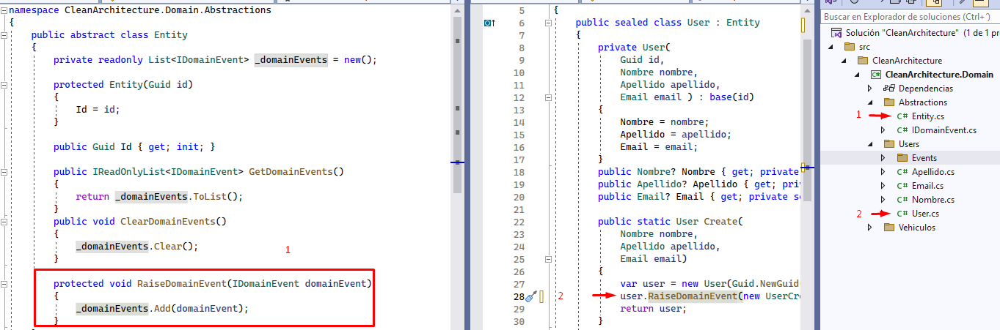 namespace CleanArchitecture.Domain.Abstractions
{
public abstract class Entity
{
private readonly List<IDomainEvent> _domainEvents = new();
protected Entity(Guid id)
{
Id = id;
}
public Guid Id { get; init; }
public IReadOnlyList<IDomainEvent> GetDomainEvents()
{
return _domainEvents.ToList();
}
public void ClearDomainEvents()
{
_domainEvents.Clear();
}
1
protected void RaiseDomainEvent(IDomainEvent domainEvent)
{
_domainEvents.Add(domainEvent);
}
5 {
6 public sealed class User : Entity
7 {
8 private User(
9 Guid id,
10 Nombre nombre,
11 Apellido apellido,
12 Email email ) : base(id)
13 {
14 Nombre = nombre;
15 Apellido = apellido;
16 Email = email;
17 }
18 public Nombre? Nombre { get; private
19 public Apellido? Apellido { get; priv
20 public Email? Email { get; private se
21
22 public static User Create(
23 Nombre nombre,
24 Apellido apellido,
25 Email email)
26 {
27 var user = new User(Guid.NewGuid(
28 2 user.RaiseDomainEvent(new UserCre
29 return user;
30 }
Buscar en Explorador de soluciones (Ctrl+´)
Solución "CleanArchitecture" (1 de 1 pr
src
CleanArchitecture
C# CleanArchitecture.Domain
Dependencias
Abstractions
1 C# Entity.cs
C# IDomainEvent.cs
Users
Events
C# Apellido.cs
C# Email.cs
C# Nombre.cs
2 C# User.cs
Vehiculos